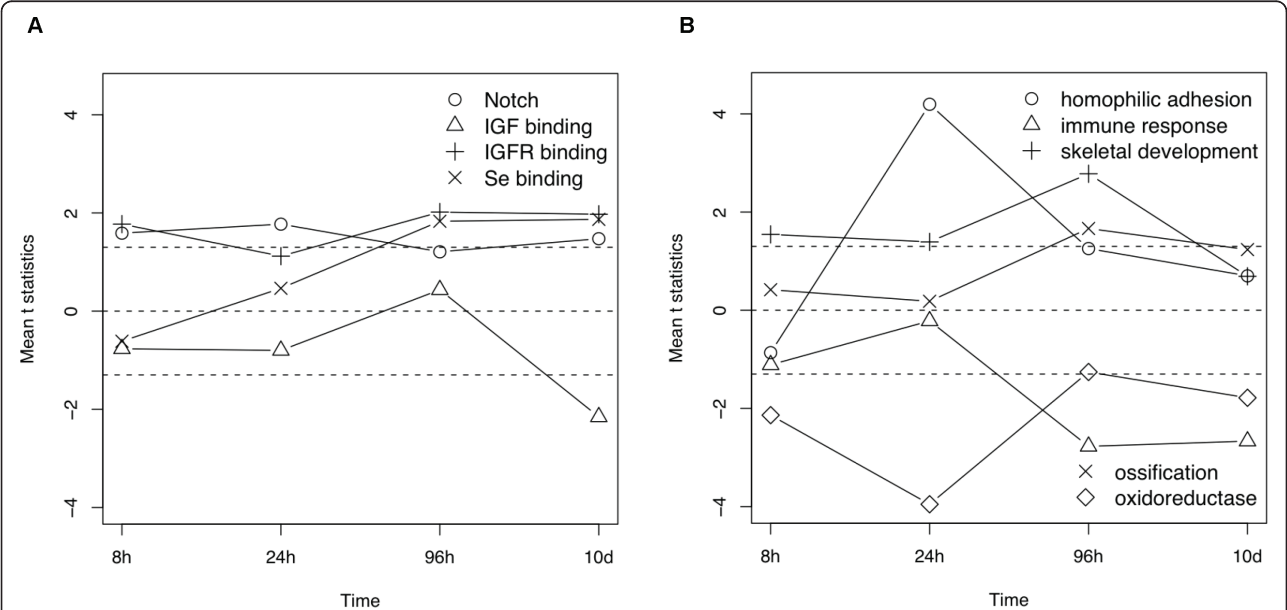 A
4
2
0
−2
−4
Mean t statistics
Notch
IGF binding
IGFR binding
Se binding
8h 24h 96h 10d
Time
B
4
2
0
−2
−4
Mean t statistics
homophilic adhesion
immune response
skeletal development
ossification
oxidoreductase
8h 24h 96h 10d
Time